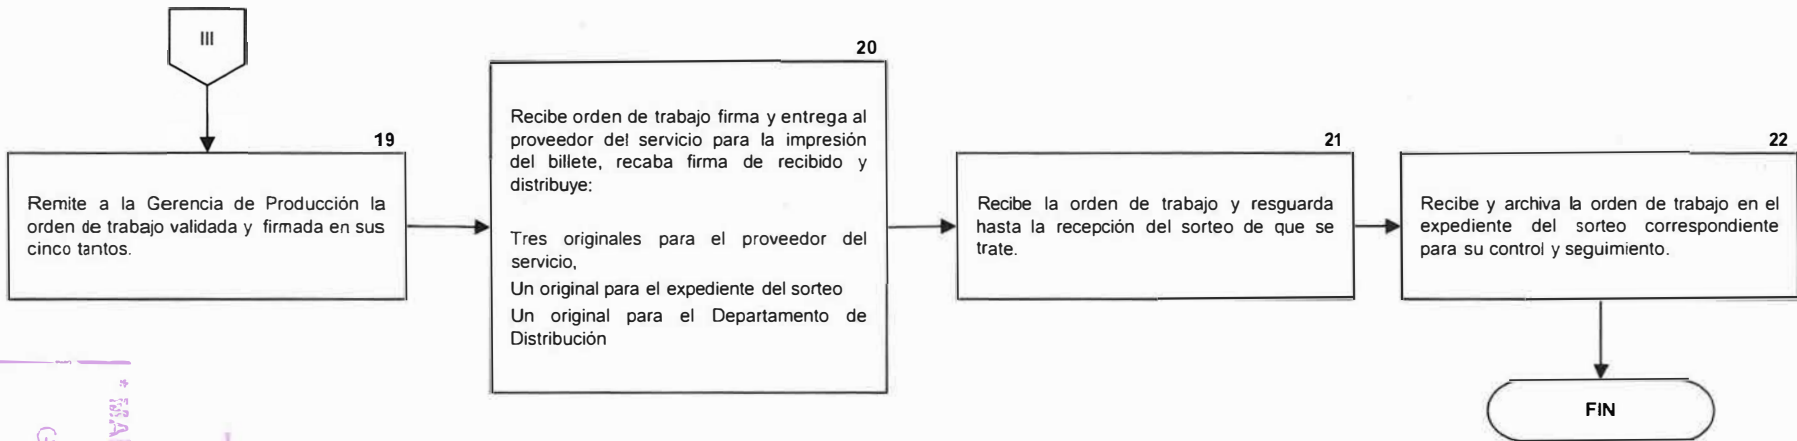 III
19
Remite a la Gerencia de Producción la
orden de trabajo validada y firmada en sus
cinco tantos.
20
Recibe orden de trabajo firma y entrega al
proveedor del servicio para la impresión
del billete, recaba firma de recibido y
distribuye:
Tres originales para el proveedor del
servicio,
Un original para el expediente del sorteo
Un original para el Departamento de
Distribución
21
Recibe la orden de trabajo y resguarda
hasta la recepción del sorteo de que se
trate.
22
Recibe y archiva la orden de trabajo en el
expediente del sorteo correspondiente
para su control y seguimiento.
FIN